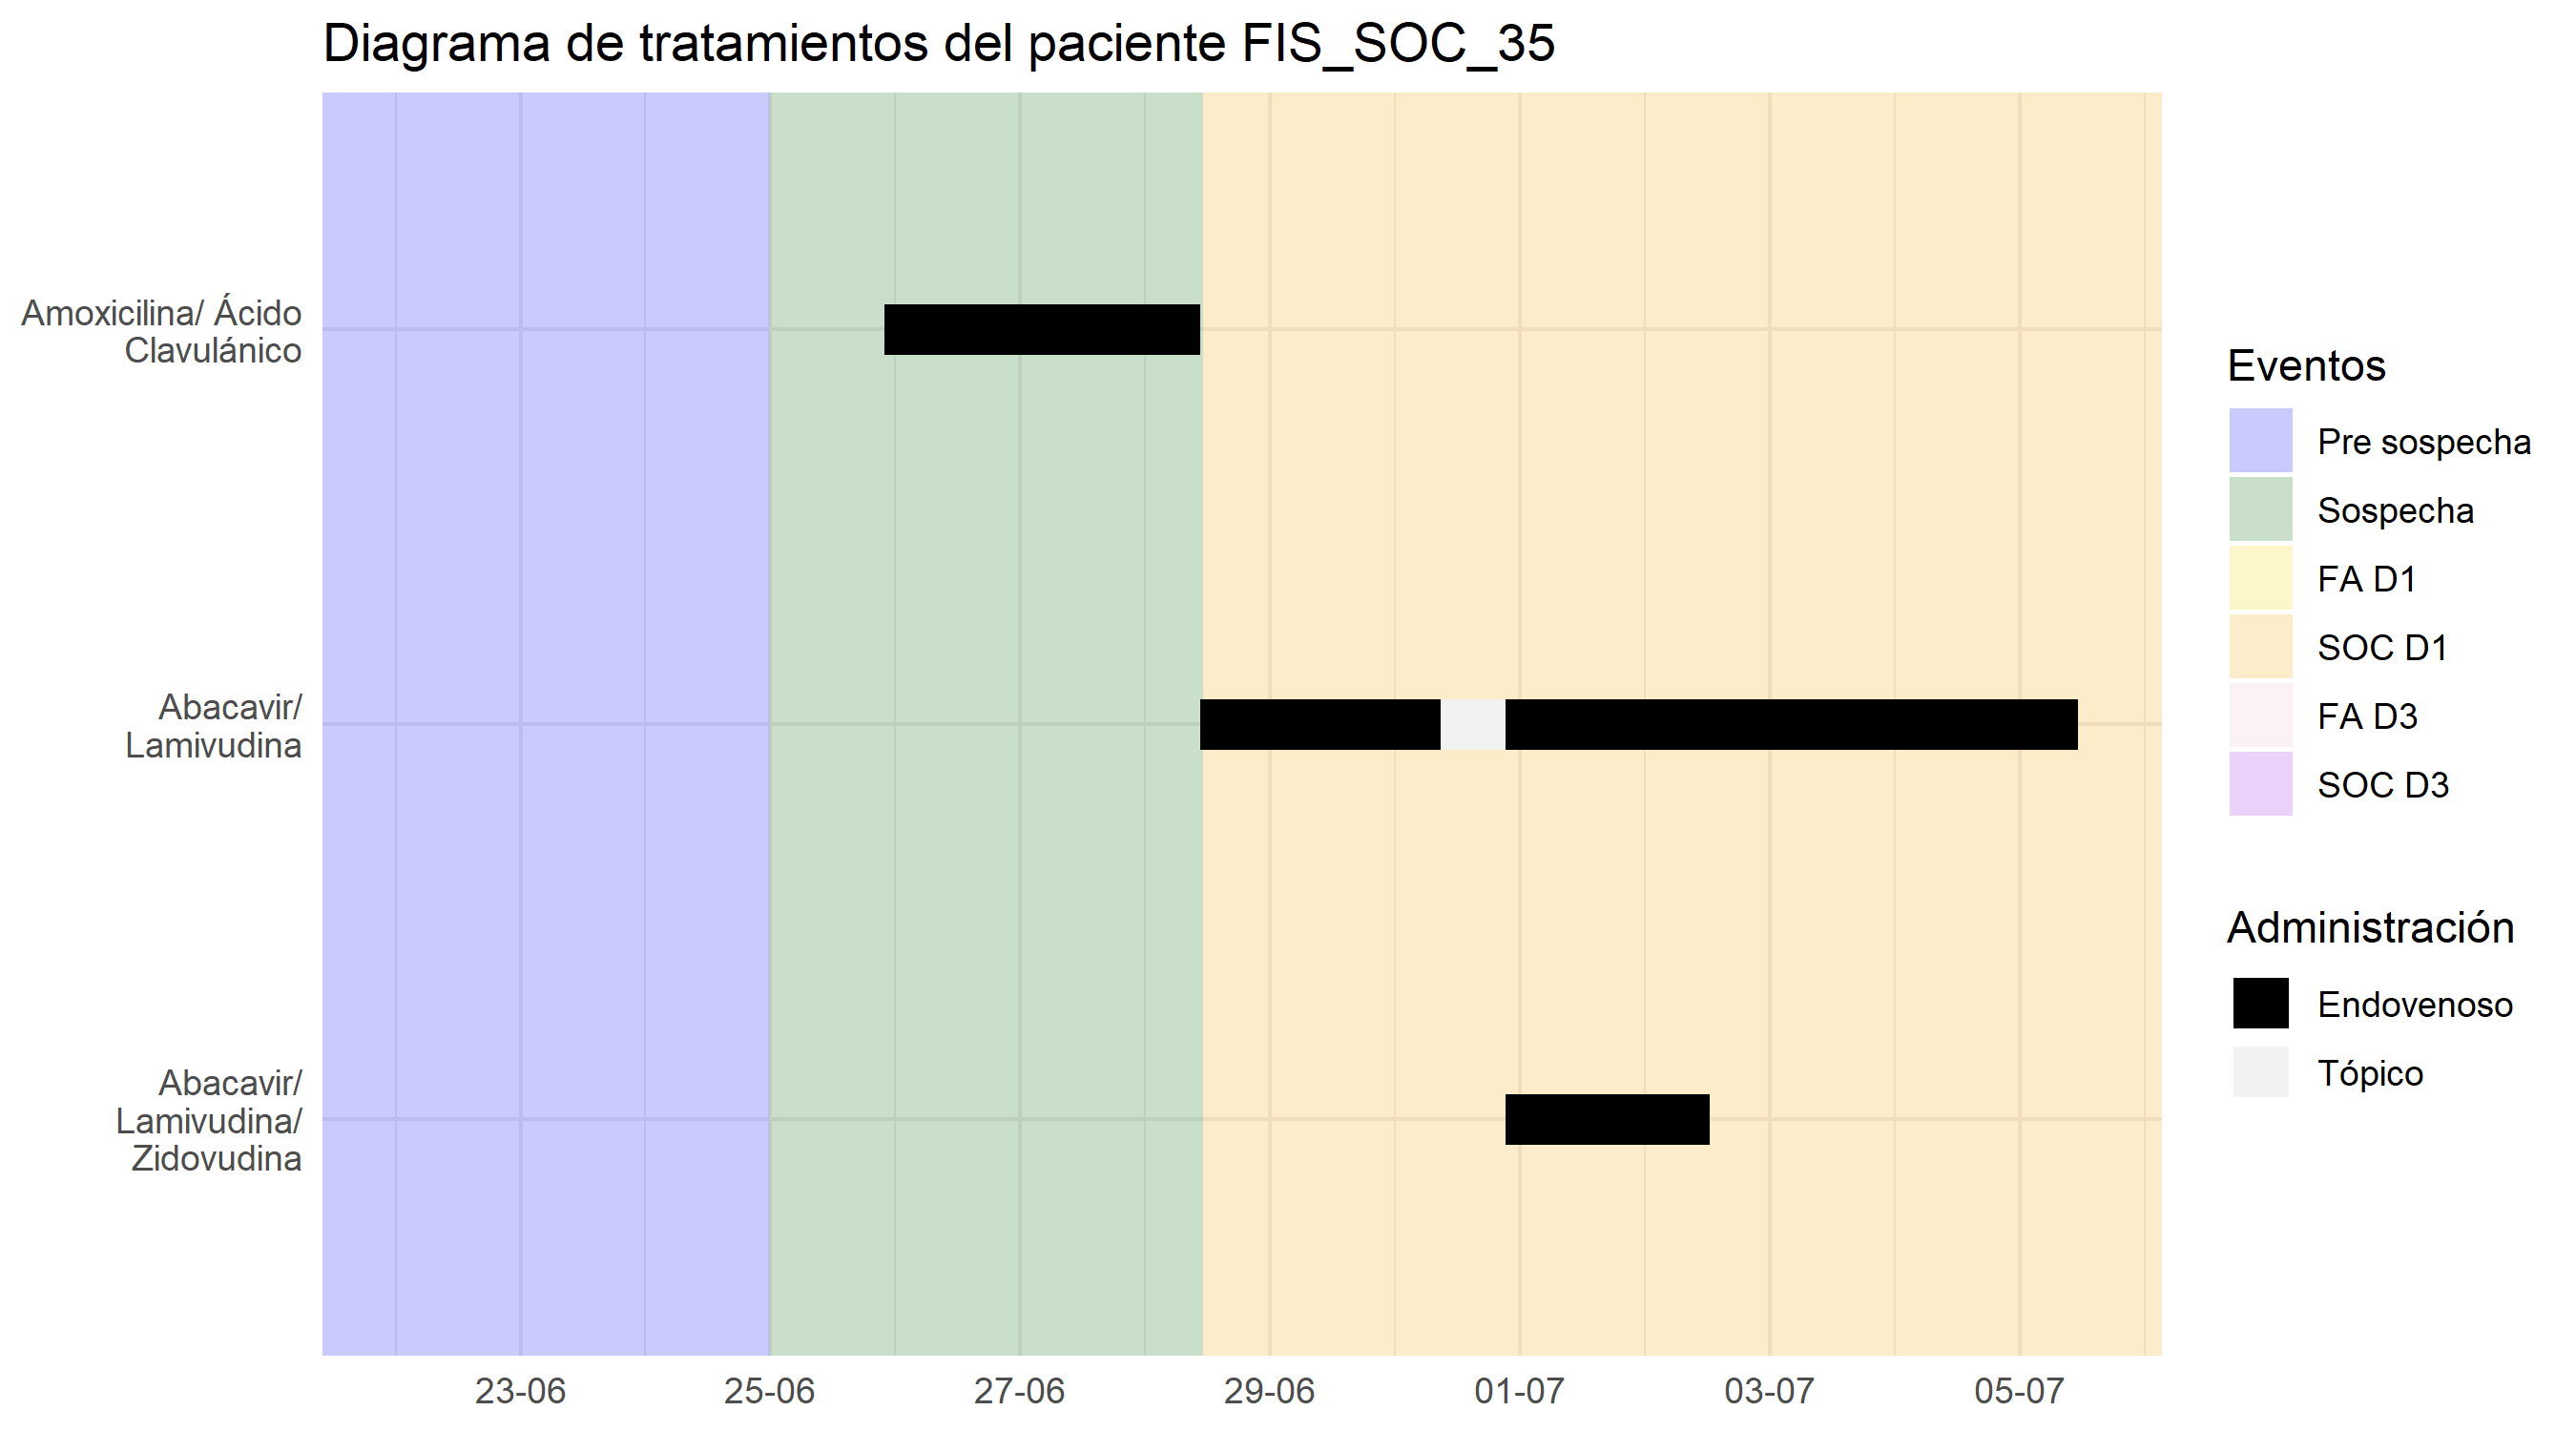 Diagrama de tratamientos del paciente FIS_SOC_35
Amoxicilina/ Ácido
Clavulánico
Abacavir/
Lamivudina
Abacavir/
Lamivudina/
Zidovudina
23-06
25-06
27-06
29-06
01-07
03-07
05-07
Eventos
Pre sospecha
Sospecha
FA D1
SOC D1
FA D3
SOC D3
Administración
Endovenoso
Tópico